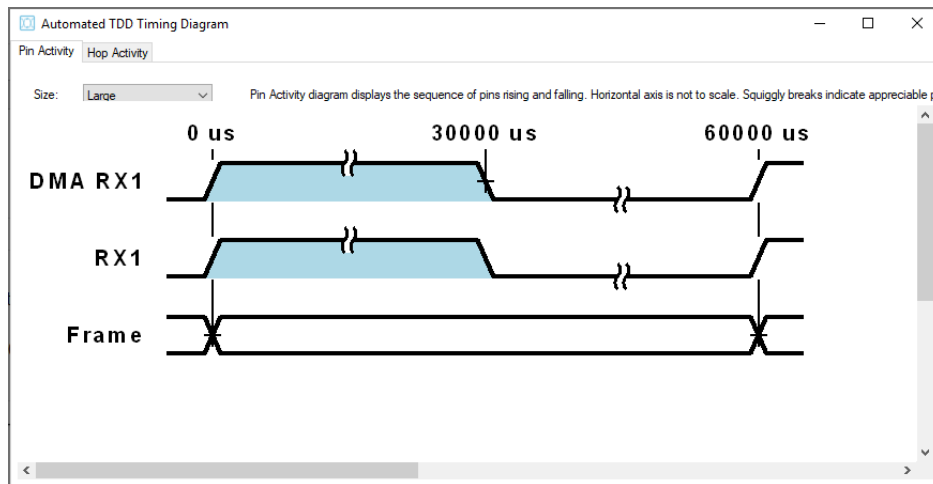 Automated TDD Timing Diagram
Pin Activity Hop Activity
Size: Large Pin Activity diagram displays the sequence of pins rising and falling. Horizontal axis is not to scale. Squiggly breaks indicate appreciable
0 us 30000 us 60000 us
DMA RX1
RX1
Frame